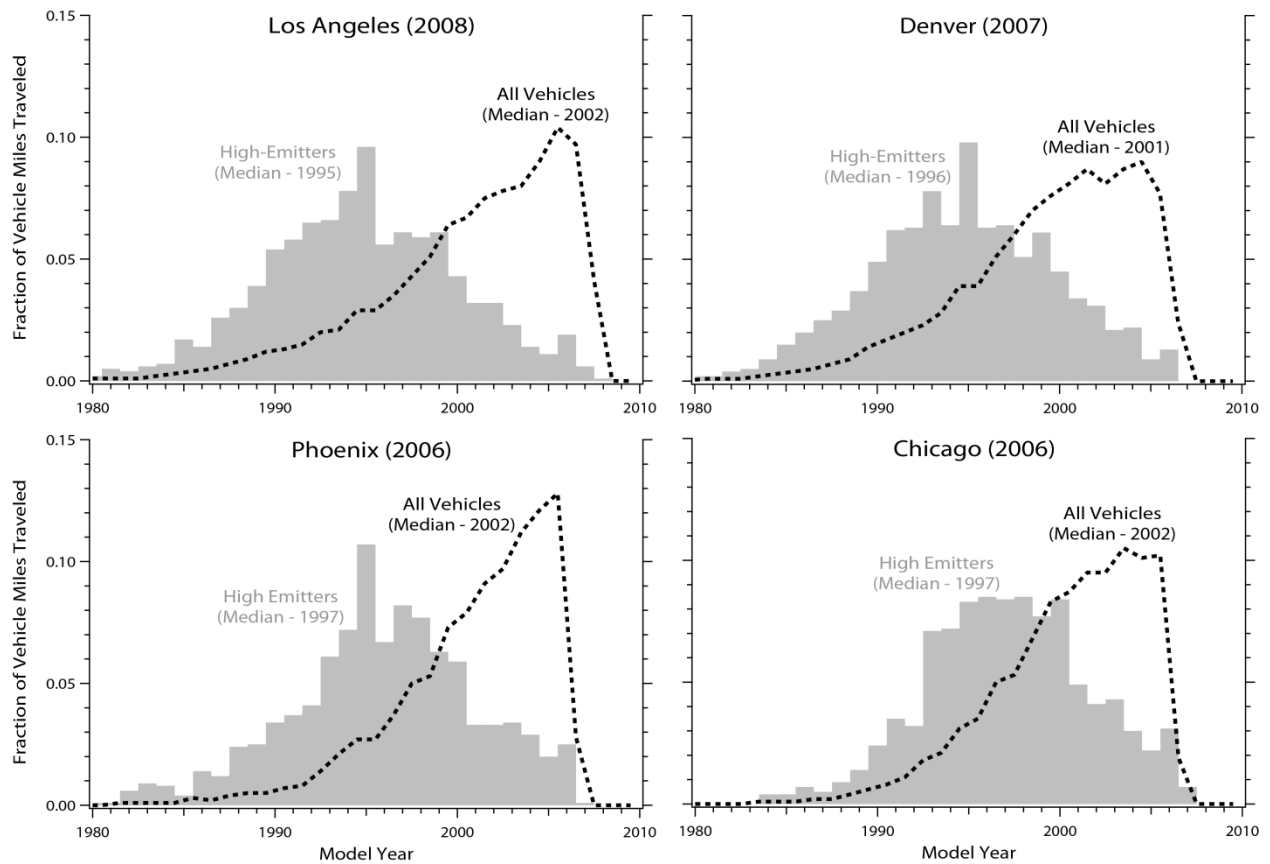 Los Angeles (2008)
0.15
0.10
0.05
0.00
Fraction of Vehicle Miles Traveled
All Vehicles
(Median - 2002)
High-Emitters
(Median - 1995)
1980
1990
2000
2010
Denver (2007)
All Vehicles
(Median - 2001)
High-Emitters
(Median - 1996)
1980
1990
2000
2010
Phoenix (2006)
0.15
0.10
0.05
0.00
Fraction of Vehicle Miles Traveled
All Vehicles
(Median - 2002)
High Emitters
(Median - 1997)
1980
1990
2000
2010
Model Year
Chicago (2006)
All Vehicles
(Median - 2002)
High Emitters
(Median - 1997)
1980
1990
2000
2010
Model Year